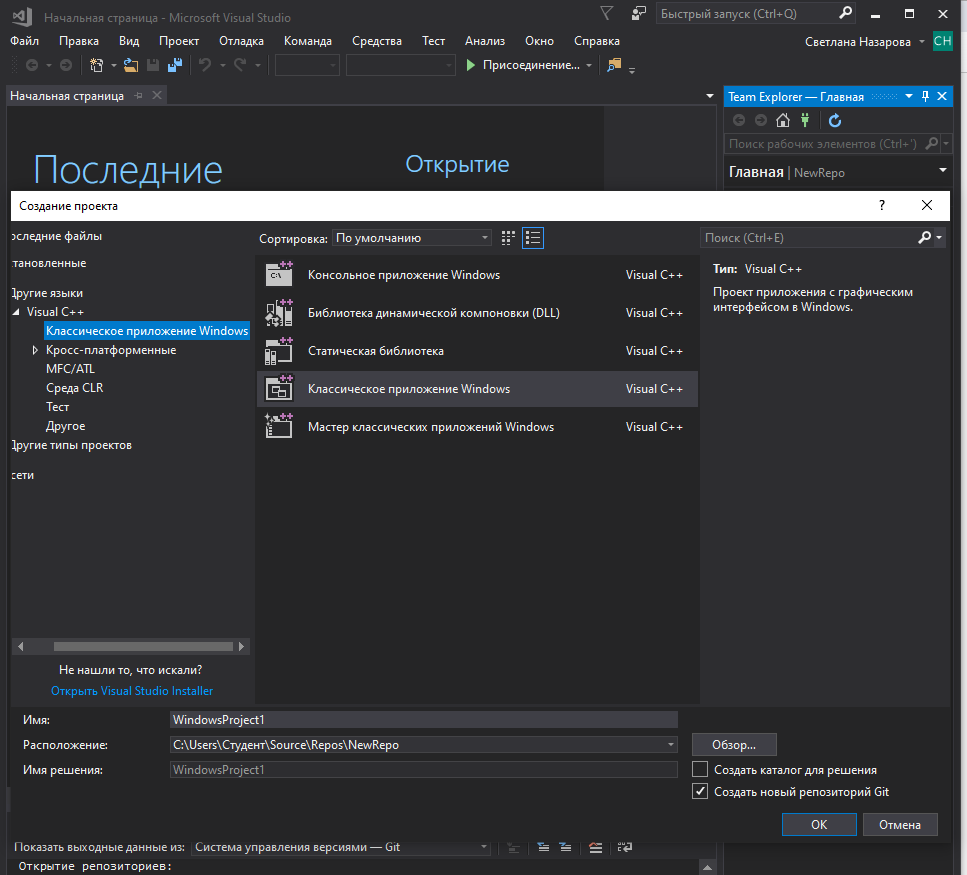 Начальная страница - Microsoft Visual Studio
Быстрый запуск (Ctrl+Q)
Файл Правка Вид Проект Отладка Команда Средства Тест Анализ Окно Справка
Светлана Назарова CH
Присоединение...
Начальная страница
Team Explorer — Главная
Поиск рабочих элементов (Ctrl+')
Главная | NewRepo
Последние
Открытие
Создание проекта
?
оследние файлы
тановленные
Другие языки
Visual C++
Классическое приложение Windows
Кросс-платформенные
MFC/ATL
Среда CLR
Тест
Другое
Другие типы проектов
сети
Не нашли то, что искали?
Открыть Visual Studio Installer
Сортировка: По умолчанию
Консольное приложение Windows Visual C++
Библиотека динамической компоновки (DLL) Visual C++
Статическая библиотека Visual C++
Классическое приложение Windows Visual C++
Мастер классических приложений Windows Visual C++
Поиск (Ctrl+E)
Тип: Visual C++
Проект приложения с графическим
интерфейсом в Windows.
Имя: WindowsProject1
Расположение: C:\Users\Студент\Source\Repos\NewRepo
Обзор...
Имя решения: WindowsProject1
Создать каталог для решения
Создать новый репозиторий Git
ОК
Отмена
Показать выходные данные из: Система управления версиями — Git
Открытие репозиториев: